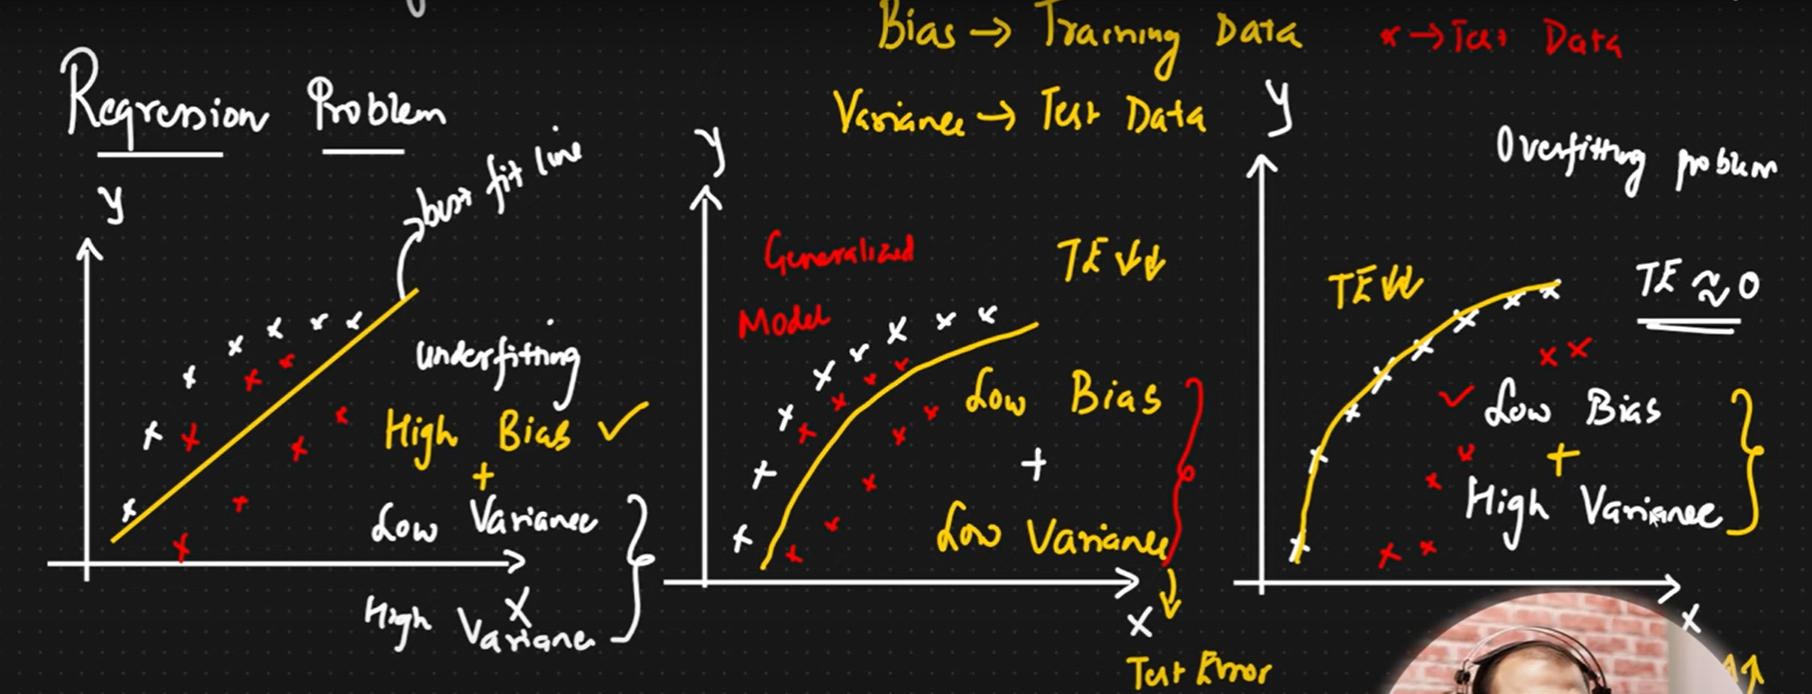 Bias → Training Data
x → Test Data
Variance → Test Data
Regression Problem
y
best fit line
underfitting
High Bias ✓
+
Low Variance
High Variance
X
y
Generalized
Model
TE ↓↓
Low Bias
+
Low Variance
↓
X
Test Error
y
Overfitting problem
TE ↓↓
TE ≈ 0
✓ Low Bias
+
High Variance
X